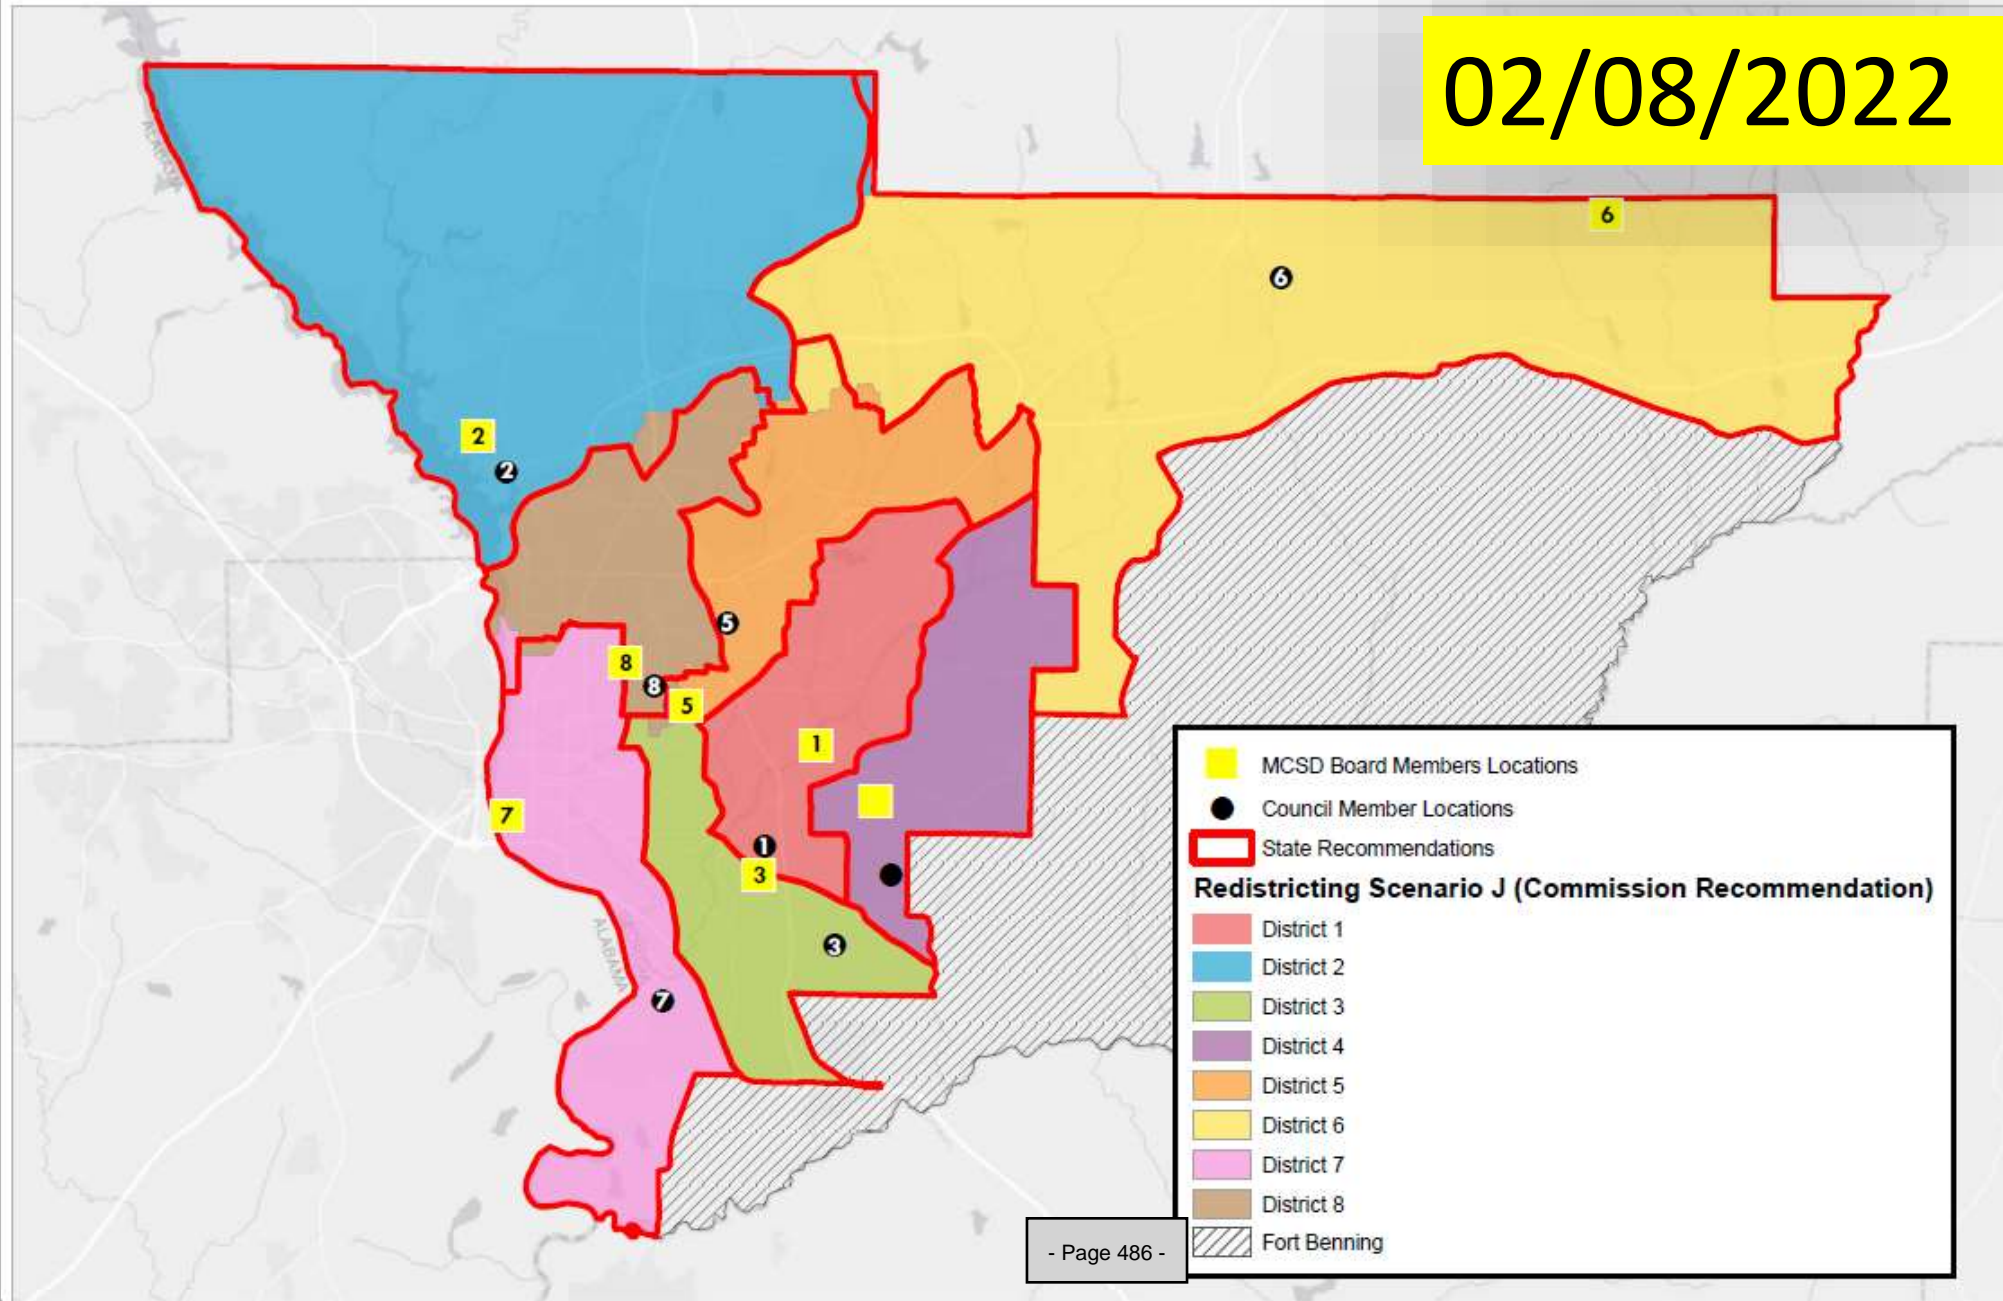 02/08/2022
ALABAMA
6
6
2
2
5
8
8
5
1
7
1
3
3
7
ALABAMA
MCSD Board Members Locations
Council Member Locations
State Recommendations
Redistricting Scenario J (Commission Recommendation)
District 1
District 2
District 3
District 4
District 5
District 6
District 7
District 8
Fort Benning
- Page 486 -